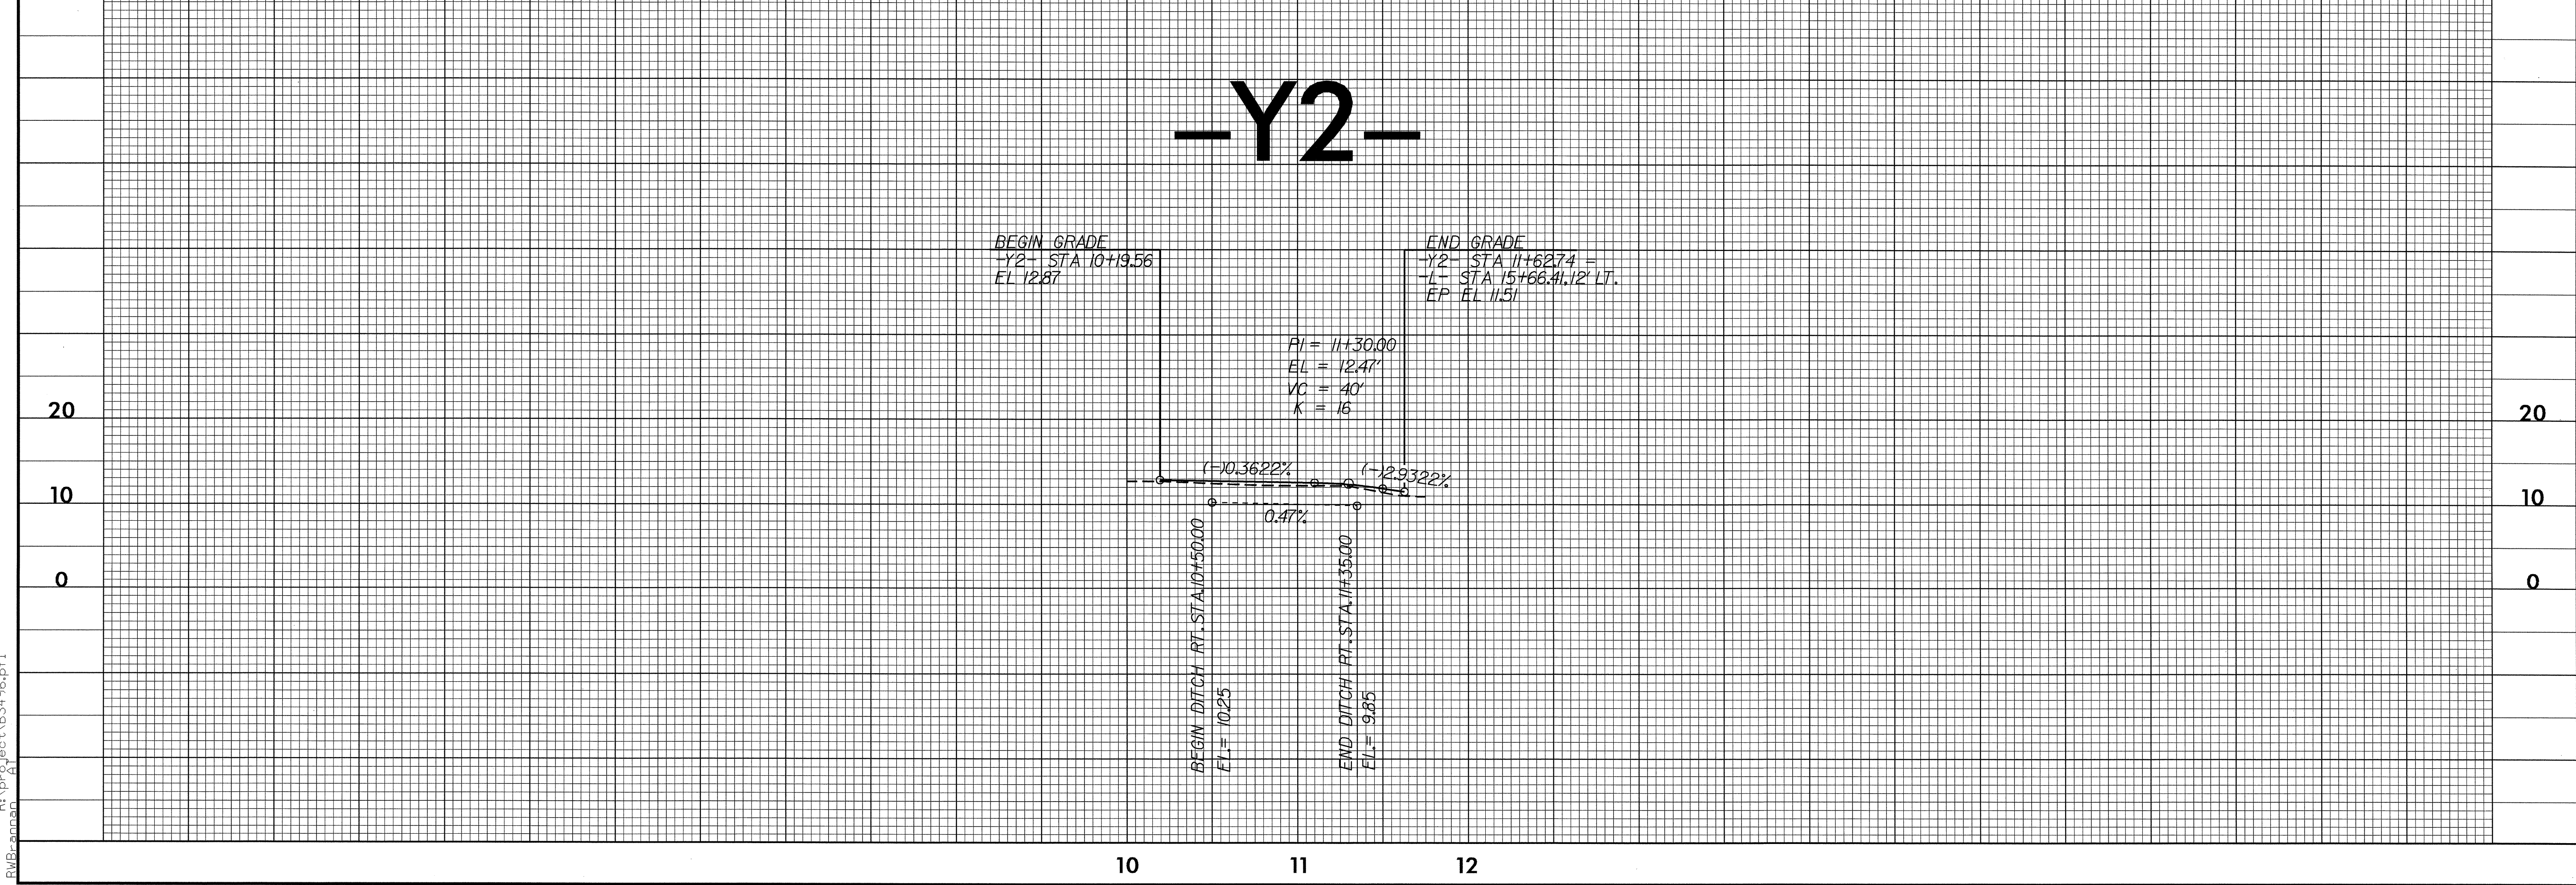 -Y2-
BEGIN GRADE
-Y2- STA 10+19.56
EL 12.87
END GRADE
-Y2- STA 11+62.74 =
-L- STA 15+66.41, 12' LT.
EP EL 11.51
PI = 11+30.00
EL = 12.47'
VC = 40'
K = 16
20
20
(-)0.3622%
(-)2.9322%
10
10
0.47%
BEGIN DITCH RT. STA. 10+50.00
EL.= 10.25
END DITCH RT. STA. 11+35.00
EL.= 9.85
0
0
10
11
12
RWBrannan